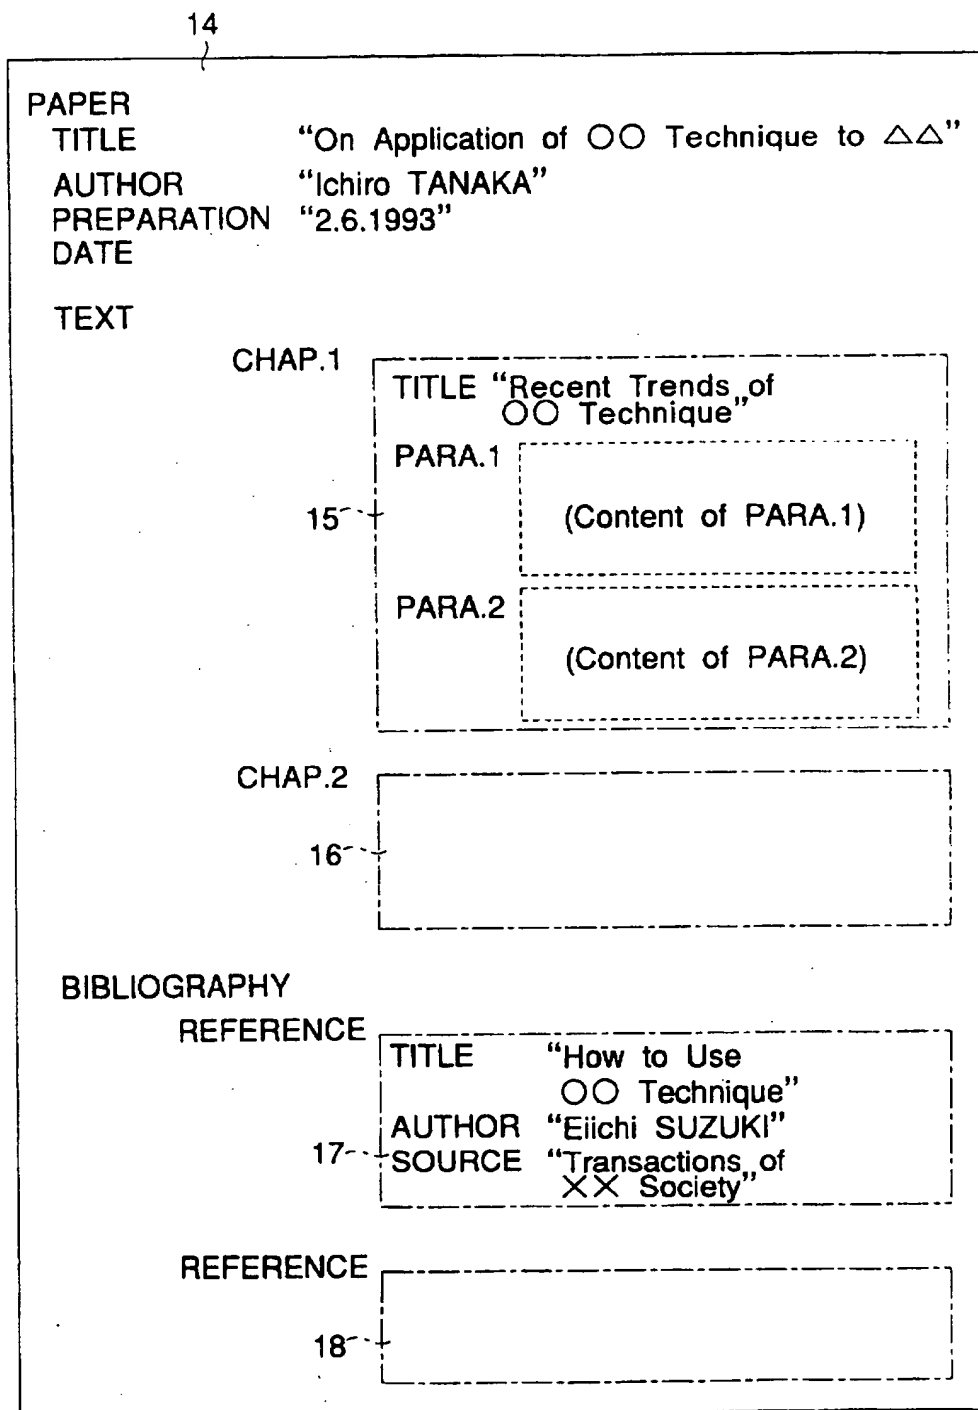 14
PAPER
TITLE “On Application of ○○ Technique to △△”
AUTHOR “Ichiro TANAKA”
PREPARATION “2.6.1993”
DATE
TEXT
CHAP.1
TITLE “Recent Trends of
○○ Technique”
PARA.1
15
(Content of PARA.1)
PARA.2
(Content of PARA.2)
CHAP.2
16
BIBLIOGRAPHY
REFERENCE
TITLE “How to Use
○○ Technique”
AUTHOR “Eiichi SUZUKI”
17
SOURCE “Transactions of
×× Society”
REFERENCE
18